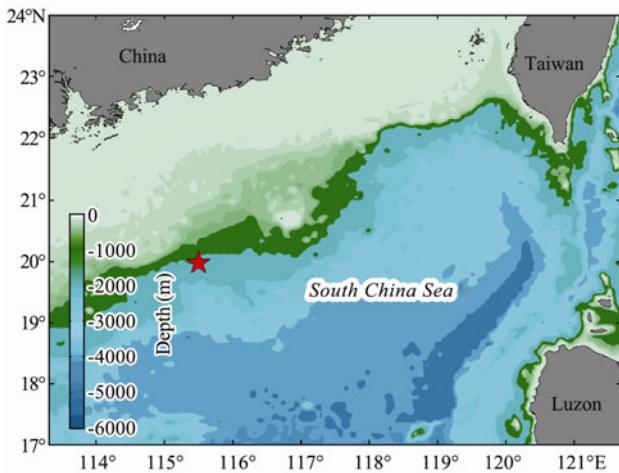 24°N
23°
22°
21°
20°
19°
18°
17°
China
Taiwan
South China Sea
Luzon
0
-1000
-2000
-3000
-4000
-5000
-6000
Depth (m)
114° 115° 116° 117° 118° 119° 120° 121°E